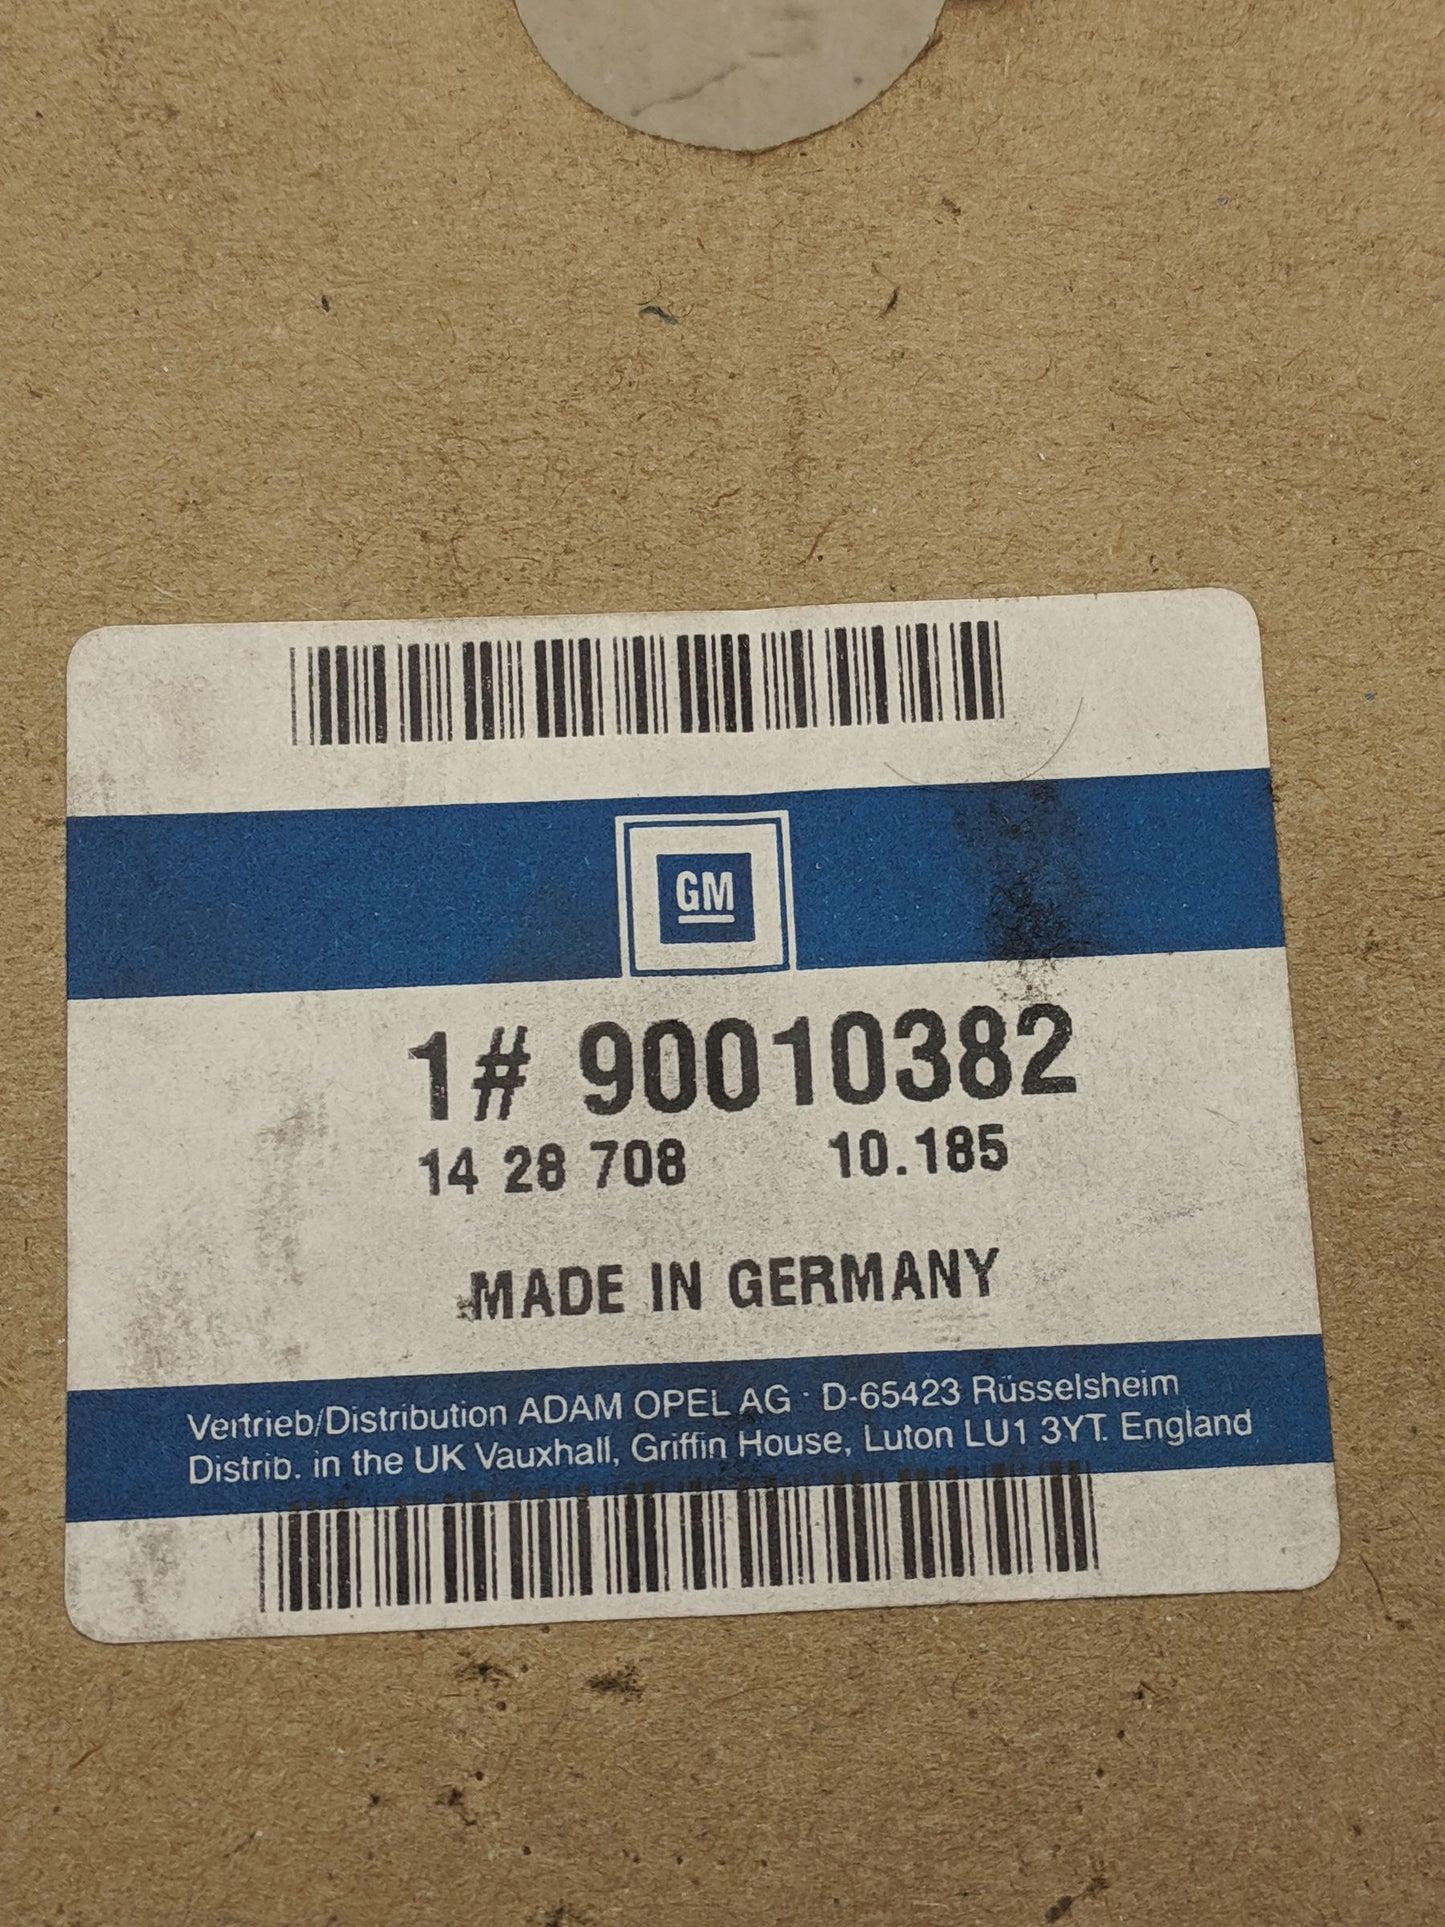 GM
1# 90010382
14 28 708 10.185
MADE IN GERMANY
Vertrieb/Distribution ADAM OPEL AG · D-65423 Rüsselsheim
Distrib. in the UK Vauxhall, Griffin House, Luton LU1 3YT. England